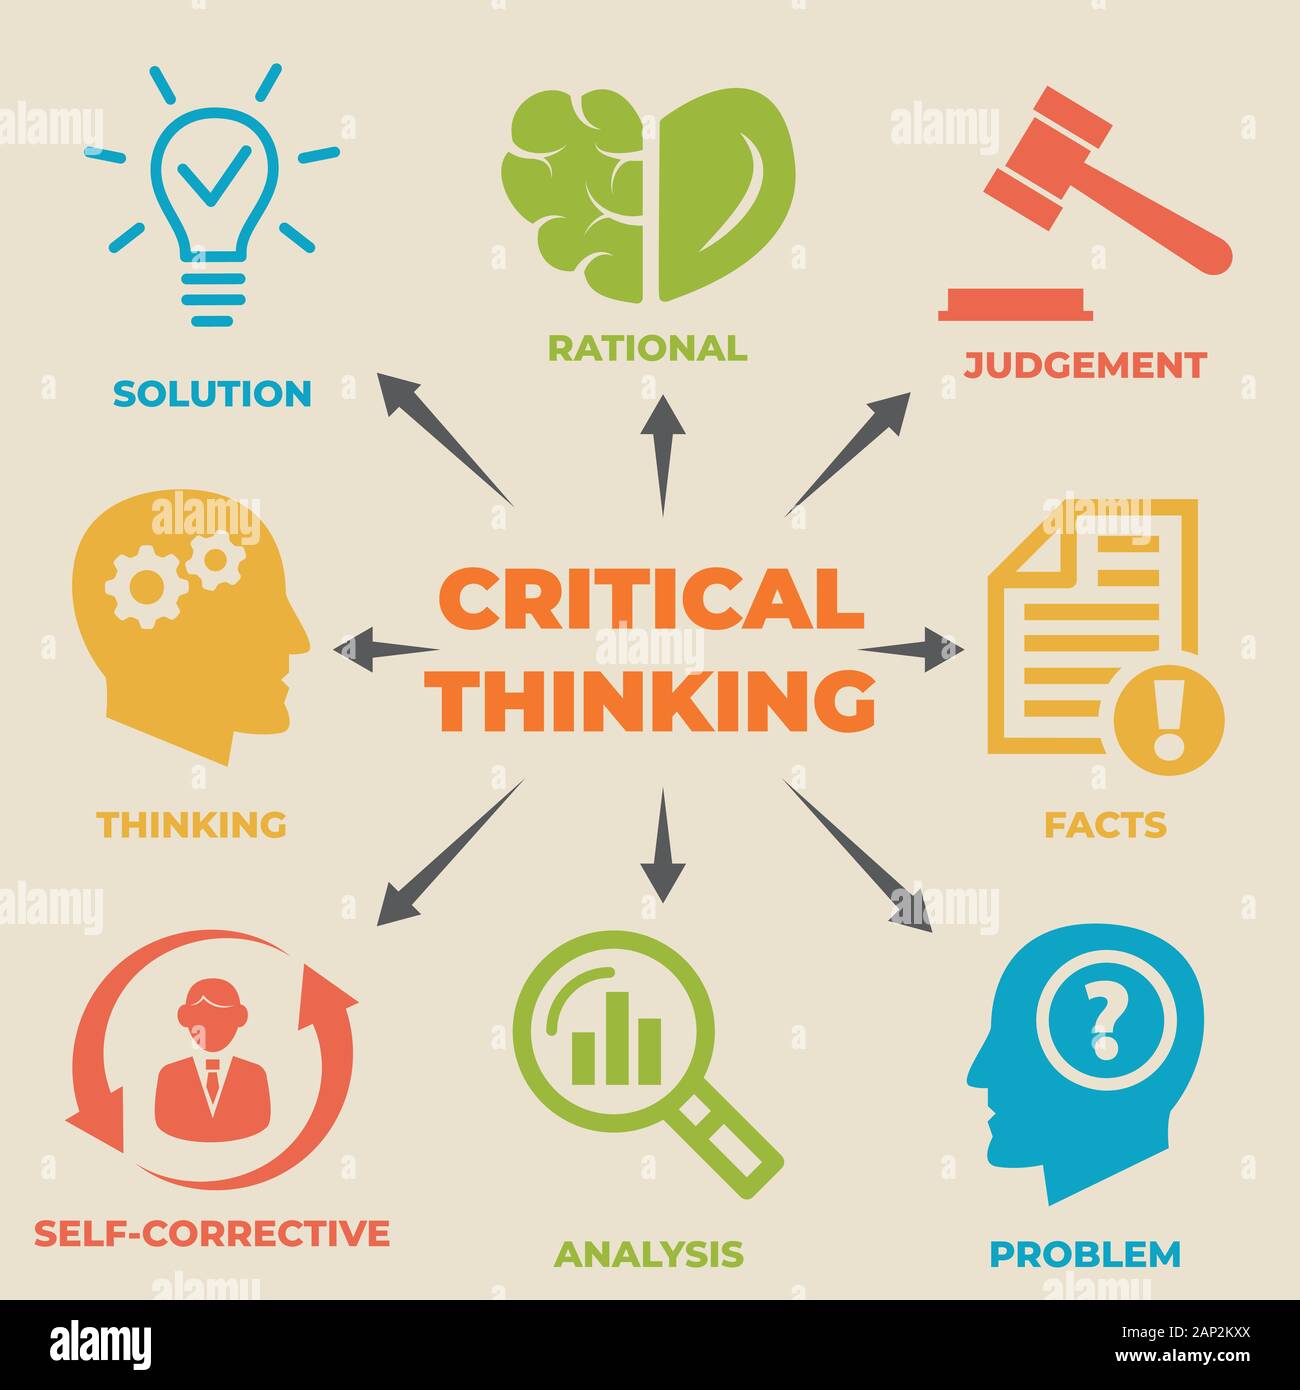 SOLUTION
RATIONAL
JUDGEMENT
CRITICAL
THINKING
THINKING
FACTS
SELF-CORRECTIVE
ANALYSIS
PROBLEM
?
!
alamy
a
alamy
Image ID: 2AP2KXX
www.alamy.com